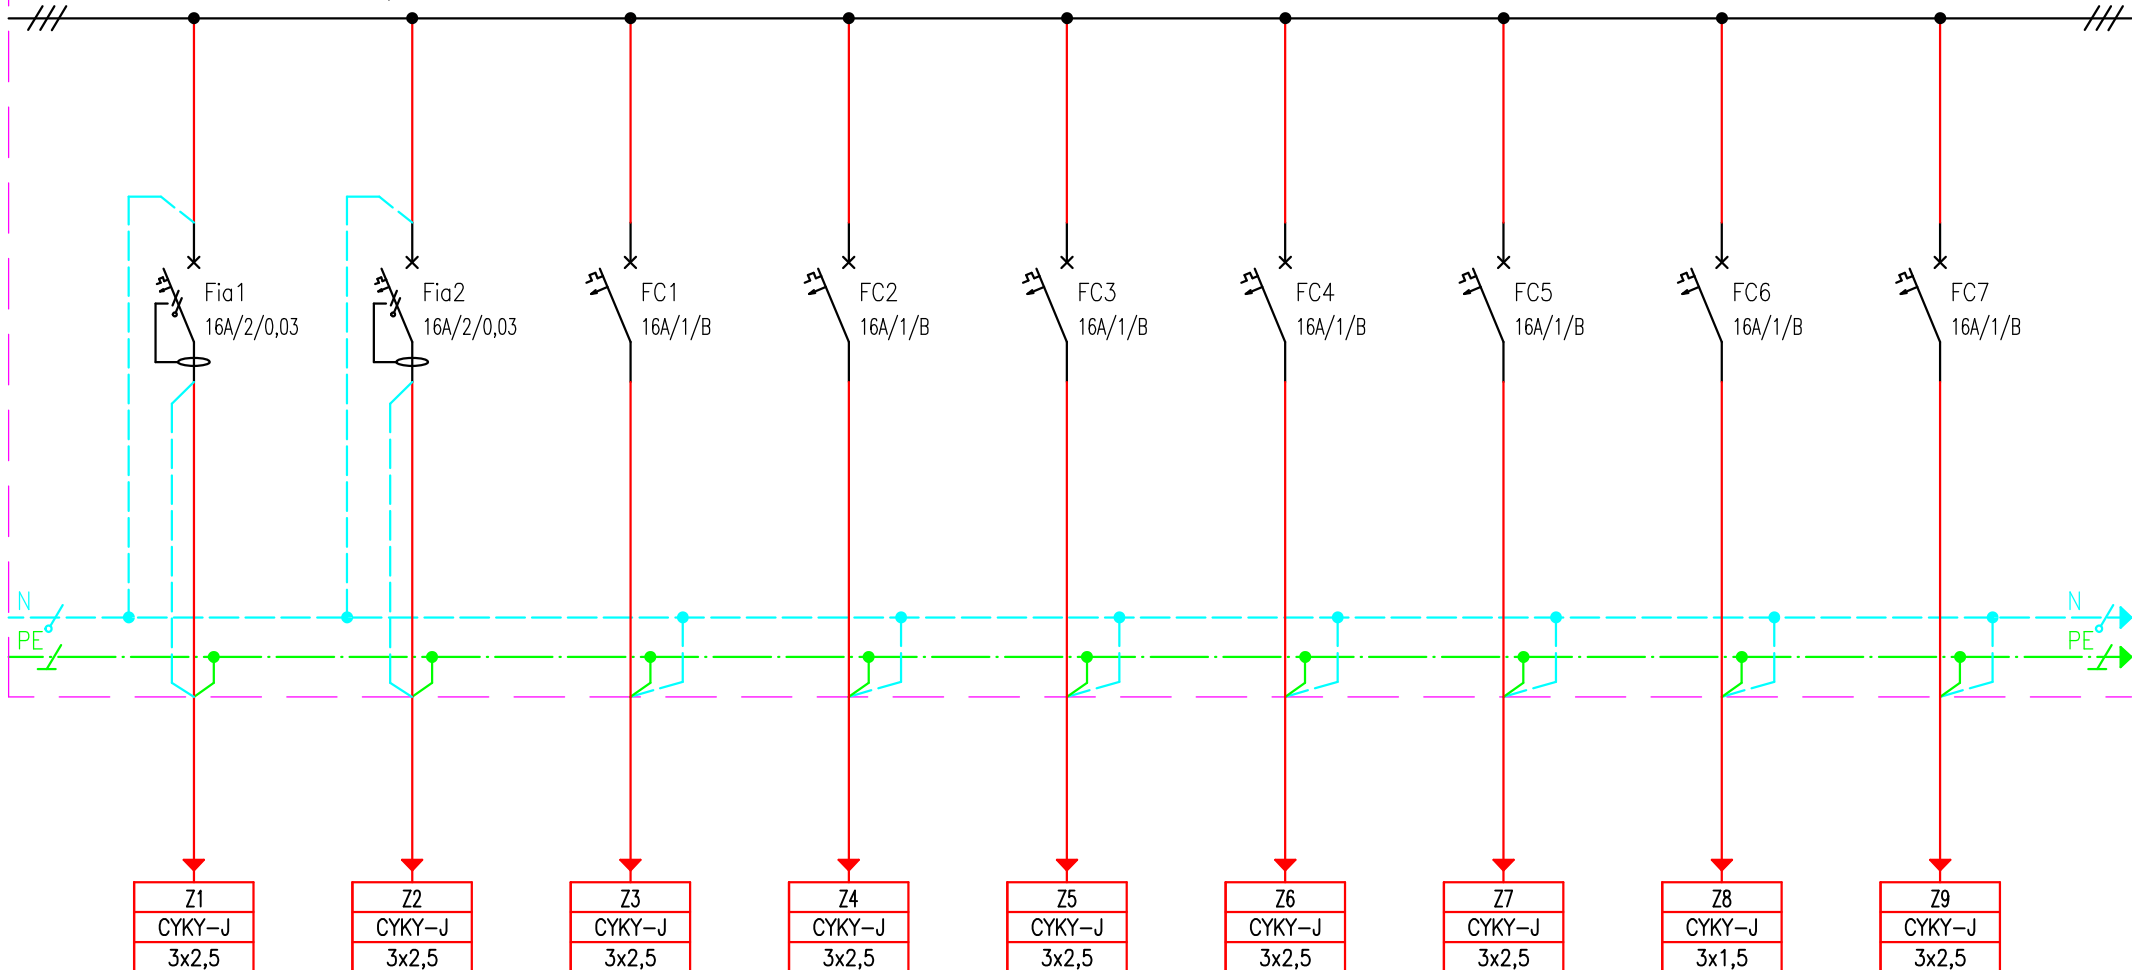 Fia1 Fia2 FC1 FC2 FC3 FC4 FC5 FC6 FC7
16A/2/0,03 16A/2/0,03 16A/1/B 16A/1/B 16A/1/B 16A/1/B 16A/1/B 16A/1/B 16A/1/B
N N
PE PE
Z1 Z2 Z3 Z4 Z5 Z6 Z7 Z8 Z9
CYKY-J CYKY-J CYKY-J CYKY-J CYKY-J CYKY-J CYKY-J CYKY-J CYKY-J
3x2,5 3x2,5 3x2,5 3x2,5 3x2,5 3x2,5 3x2,5 3x1,5 3x2,5